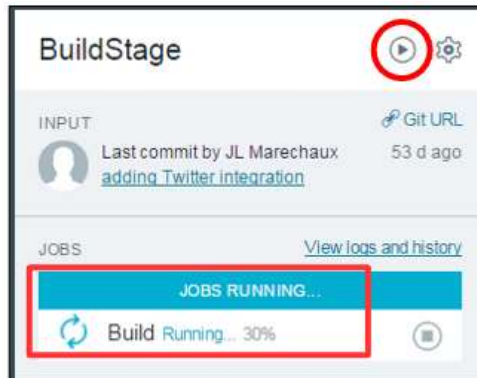 BuildStage
INPUT
Git URL
Last commit by JL Marechaux
53 d ago
adding Twitter integration
JOBS
View logs and history
JOBS RUNNING...
Build Running... 30%